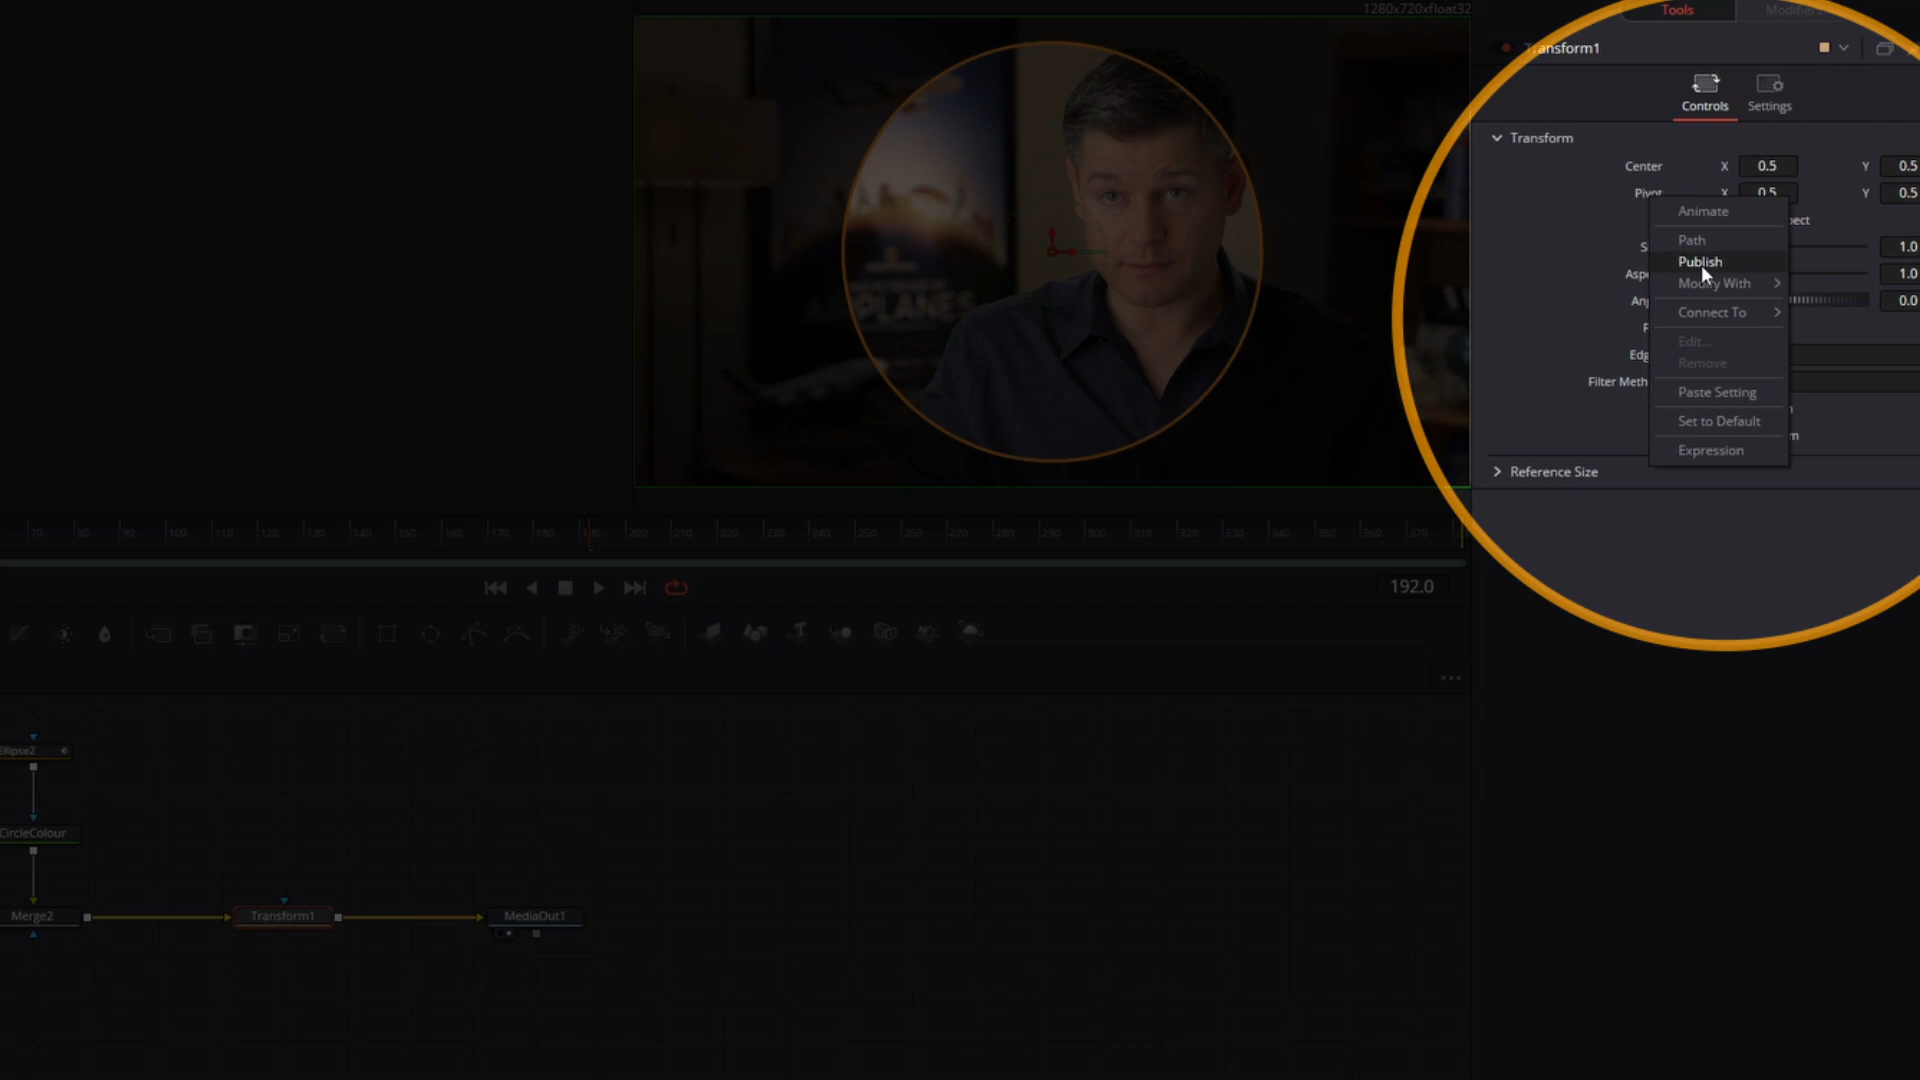 1280x720xfloat32
Tools
Modifiers
Transform1
Controls
Settings
Transform
Center X 0.5 Y 0.5
Pivot X 0.5 Y 0.5
Animate
Path
Publish
Modify With
Connect To
Edit...
Remove
Paste Setting
Set to Default
Expression
1.0
1.0
0.0
Filter Meth
Reference Size
AIRPLANES
70 80 90 100 110 120 130 140 150 160 170 180 190 200 210 220 230 240 250 260 270 280 290 300 310 320 330 340 350 360 370
192.0
Ellipse2
CircleColour
Merge2
Transform1
MediaOut1